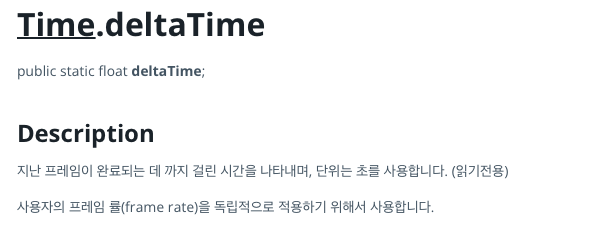 Time.deltaTime
public static float deltaTime;
Description
지난 프레임이 완료되는 데 까지 걸린 시간을 나타내며, 단위는 초를 사용합니다. (읽기전용)
사용자의 프레임 률(frame rate)을 독립적으로 적용하기 위해서 사용합니다.